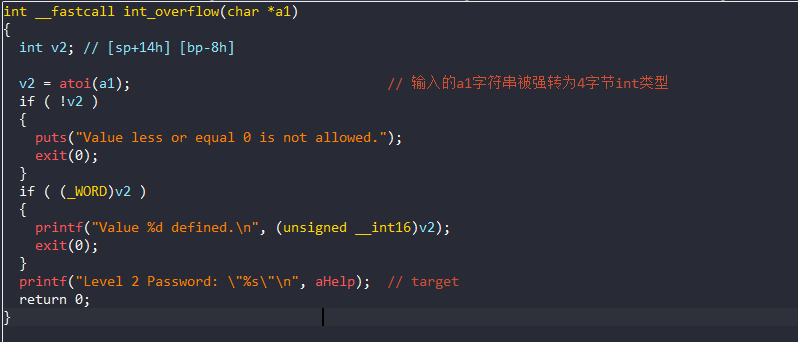 int __fastcall int_overflow(char *a1)
{
  int v2; // [sp+14h] [bp-8h]
  v2 = atoi(a1); // 输入的a1字符串被强转为4字节int类型
  if ( !v2 )
  {
    puts("Value less or equal 0 is not allowed.");
    exit(0);
  }
  if ( (_WORD)v2 )
  {
    printf("Value %d defined.\n", (unsigned __int16)v2);
    exit(0);
  }
  printf("Level 2 Password: \"%s\"\n", aHelp); // target
  return 0;
}